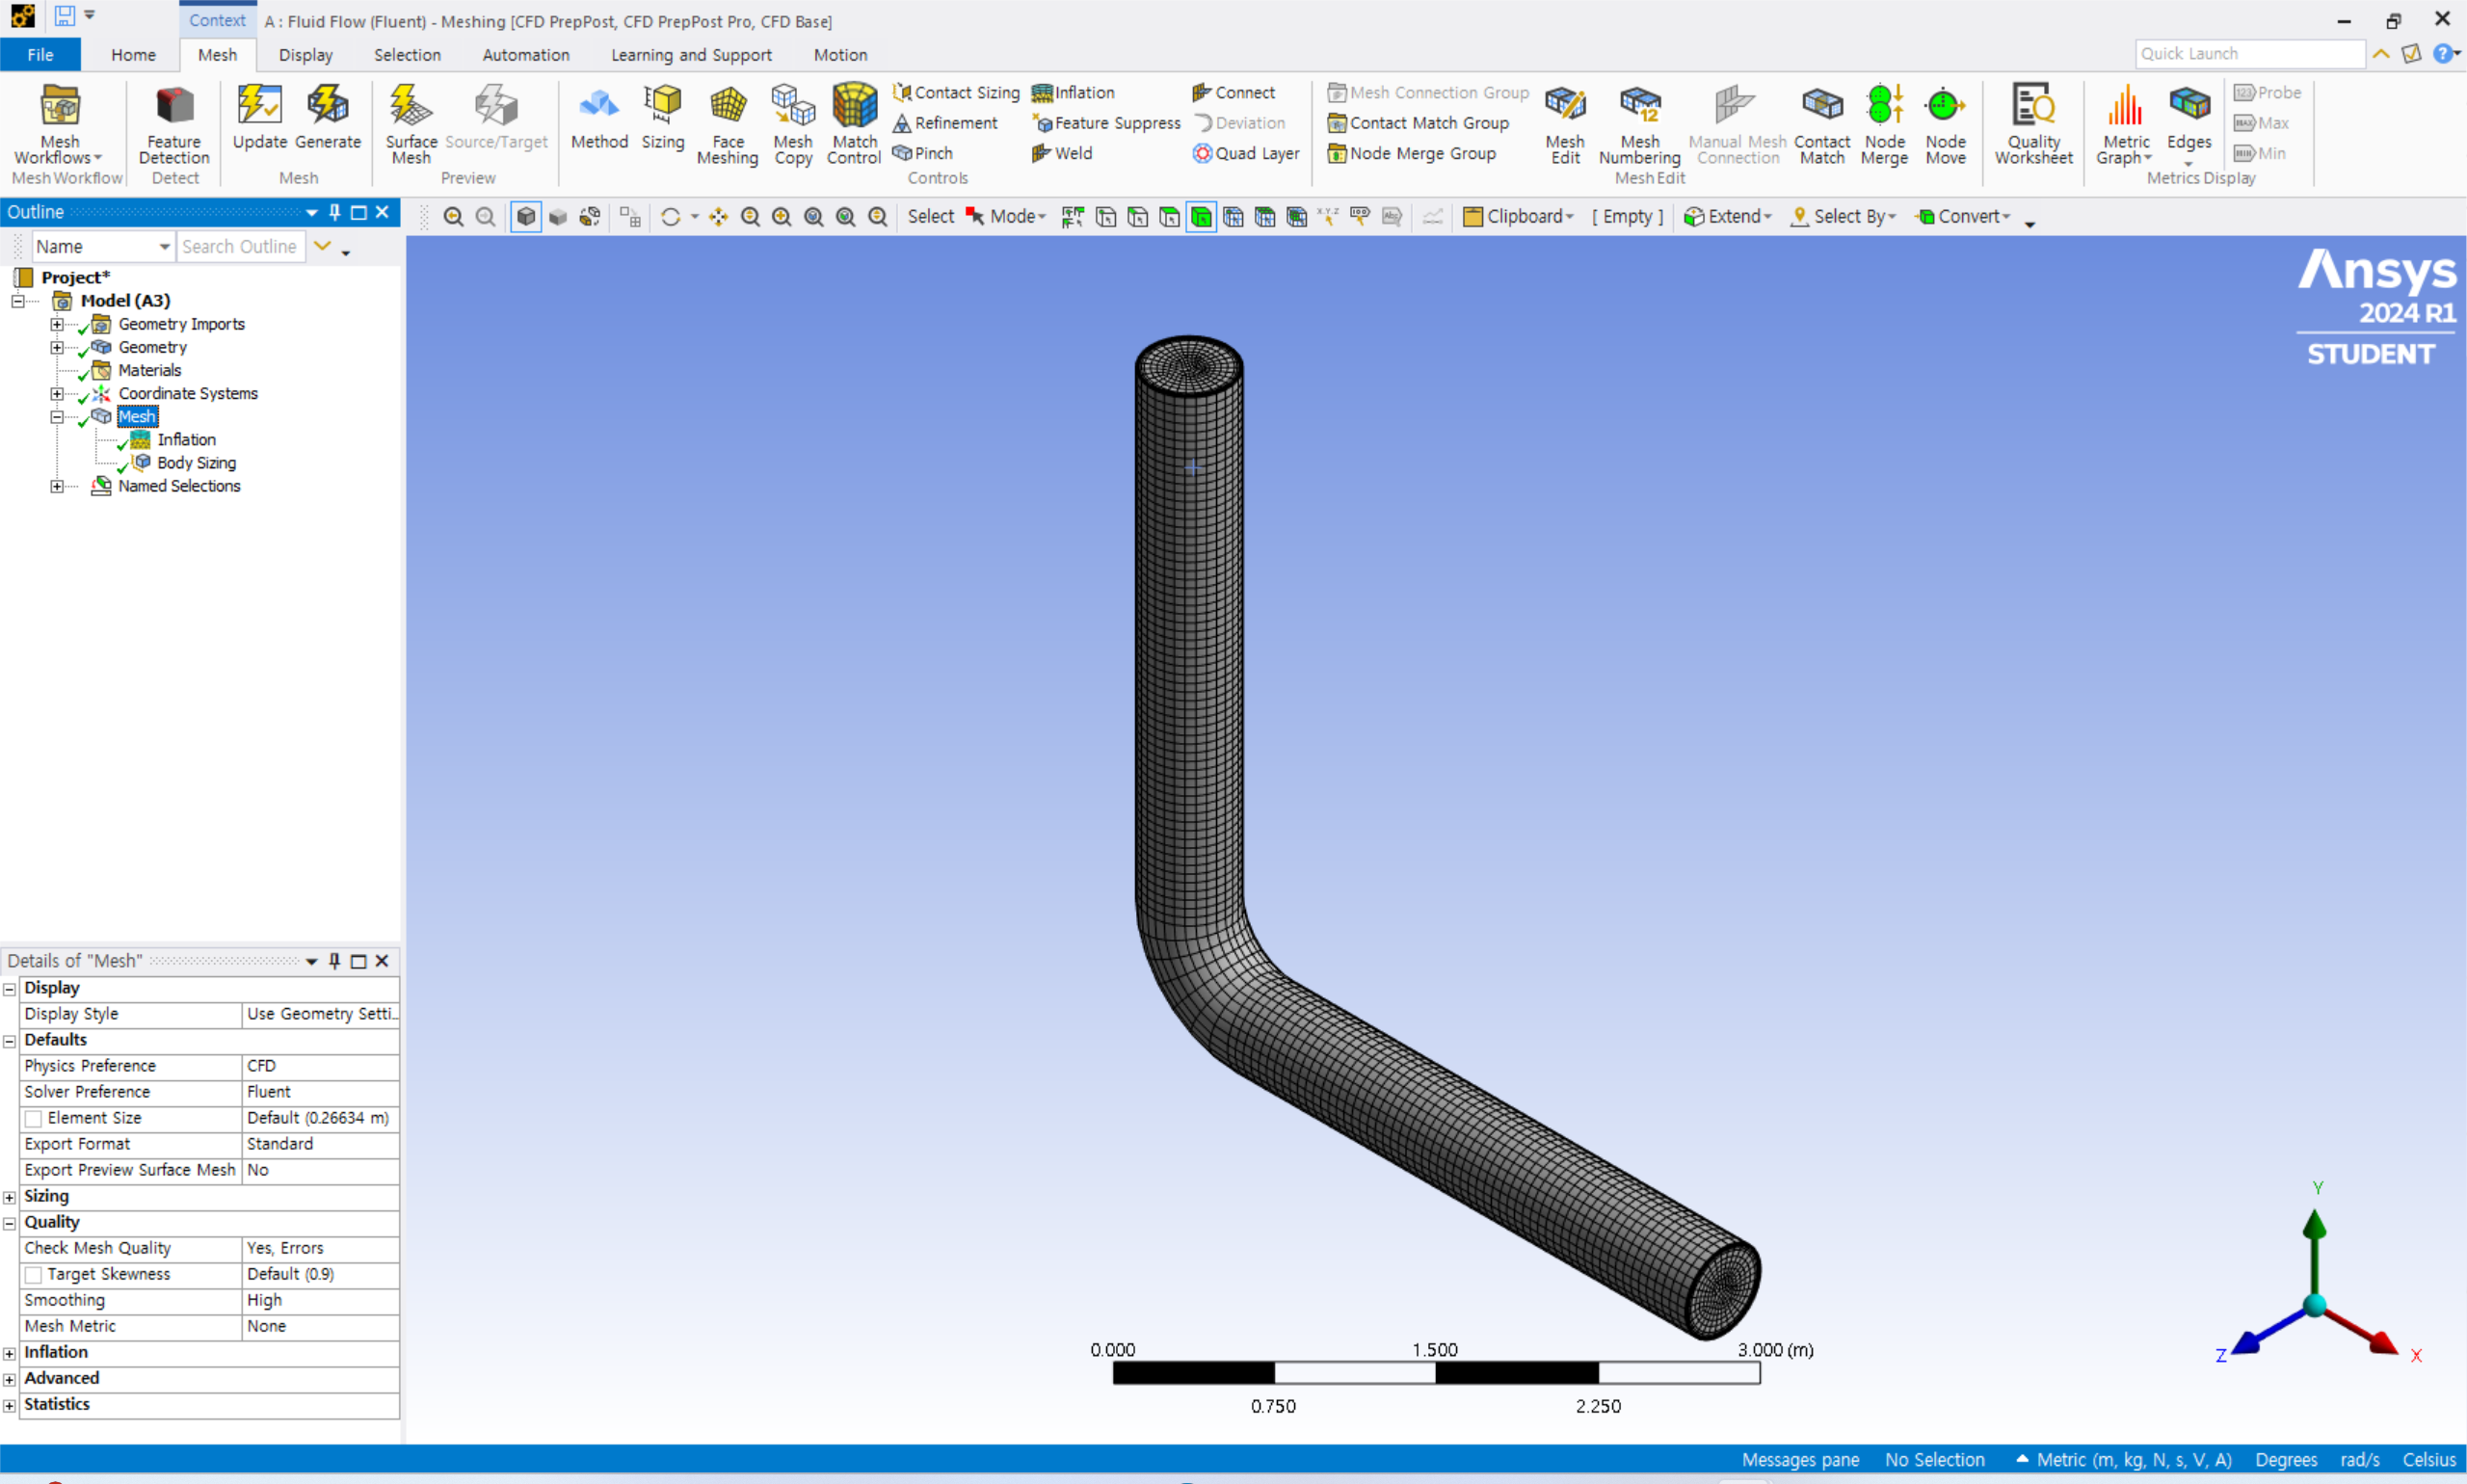 Context A : Fluid Flow (Fluent) - Meshing [CFD PrepPost, CFD PrepPost Pro, CFD Base]
File Home Mesh Display Selection Automation Learning and Support Motion Quick Launch
Contact Sizing Inflation Connect Mesh Connection Group Probe
Refinement Feature Suppress Deviation Contact Match Group Max
Mesh Feature Update Generate Surface Source/Target Method Sizing Face Mesh Match Mesh Mesh Manual Mesh Contact Node Node Quality Metric Edges
Workflows Detection Mesh Meshing Copy Control Pinch Weld Quad Layer Node Merge Group Edit Numbering Connection Match Merge Move Worksheet Graph Min
Mesh Workflow Detect Mesh Preview Controls Mesh Edit Metrics Display
Outline Select Mode Clipboard [ Empty ] Extend Select By Convert
Name Search Outline
Project*
Model (A3)
Geometry Imports
Geometry
Materials
Coordinate Systems
Mesh
Inflation
Body Sizing
Named Selections
Ansys
2024 R1
STUDENT
Details of "Mesh"
Display
Display Style Use Geometry Setti...
Defaults
Physics Preference CFD
Solver Preference Fluent
Element Size Default (0.26634 m)
Export Format Standard
Export Preview Surface Mesh No
Sizing
Quality
Check Mesh Quality Yes, Errors
Target Skewness Default (0.9)
Smoothing High
Mesh Metric None
Inflation
Advanced
Statistics
0.000 1.500 3.000 (m)
0.750 2.250
Y
Z X
Messages pane No Selection Metric (m, kg, N, s, V, A) Degrees rad/s Celsius